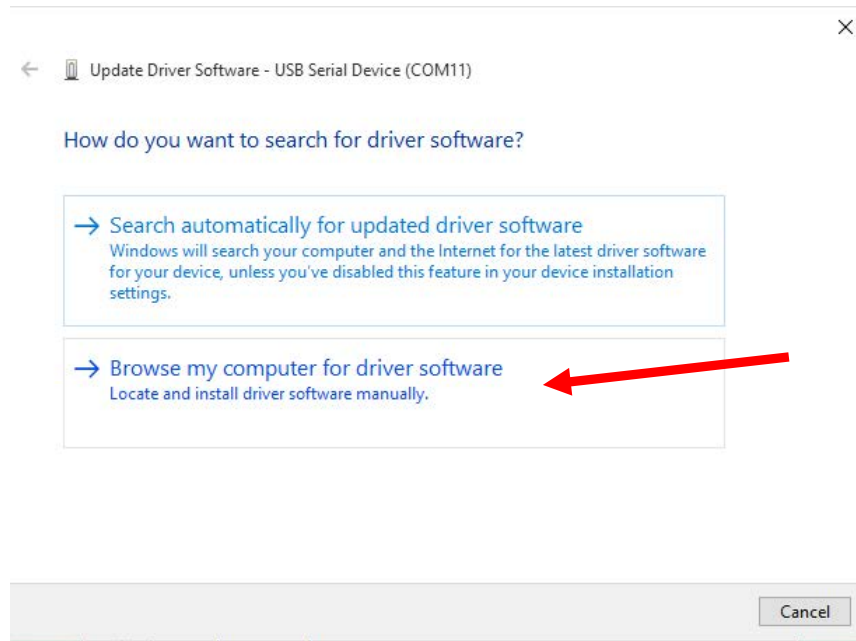 Update Driver Software - USB Serial Device (COM11)
How do you want to search for driver software?
Search automatically for updated driver software
Windows will search your computer and the Internet for the latest driver software
for your device, unless you've disabled this feature in your device installation
settings.
Browse my computer for driver software
Locate and install driver software manually.
Cancel